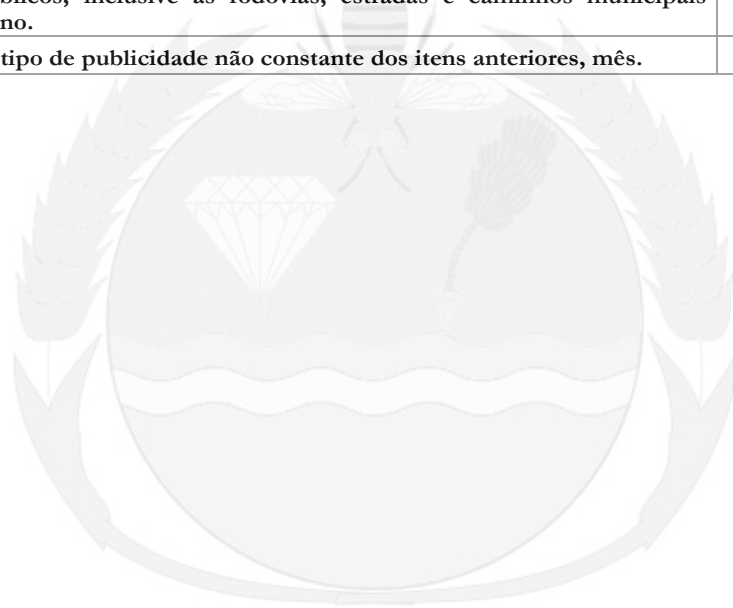 blicos, inclusive as rodovias, estradas e caminhos municipais
no.
tipo de publicidade não constante dos itens anteriores, mês.